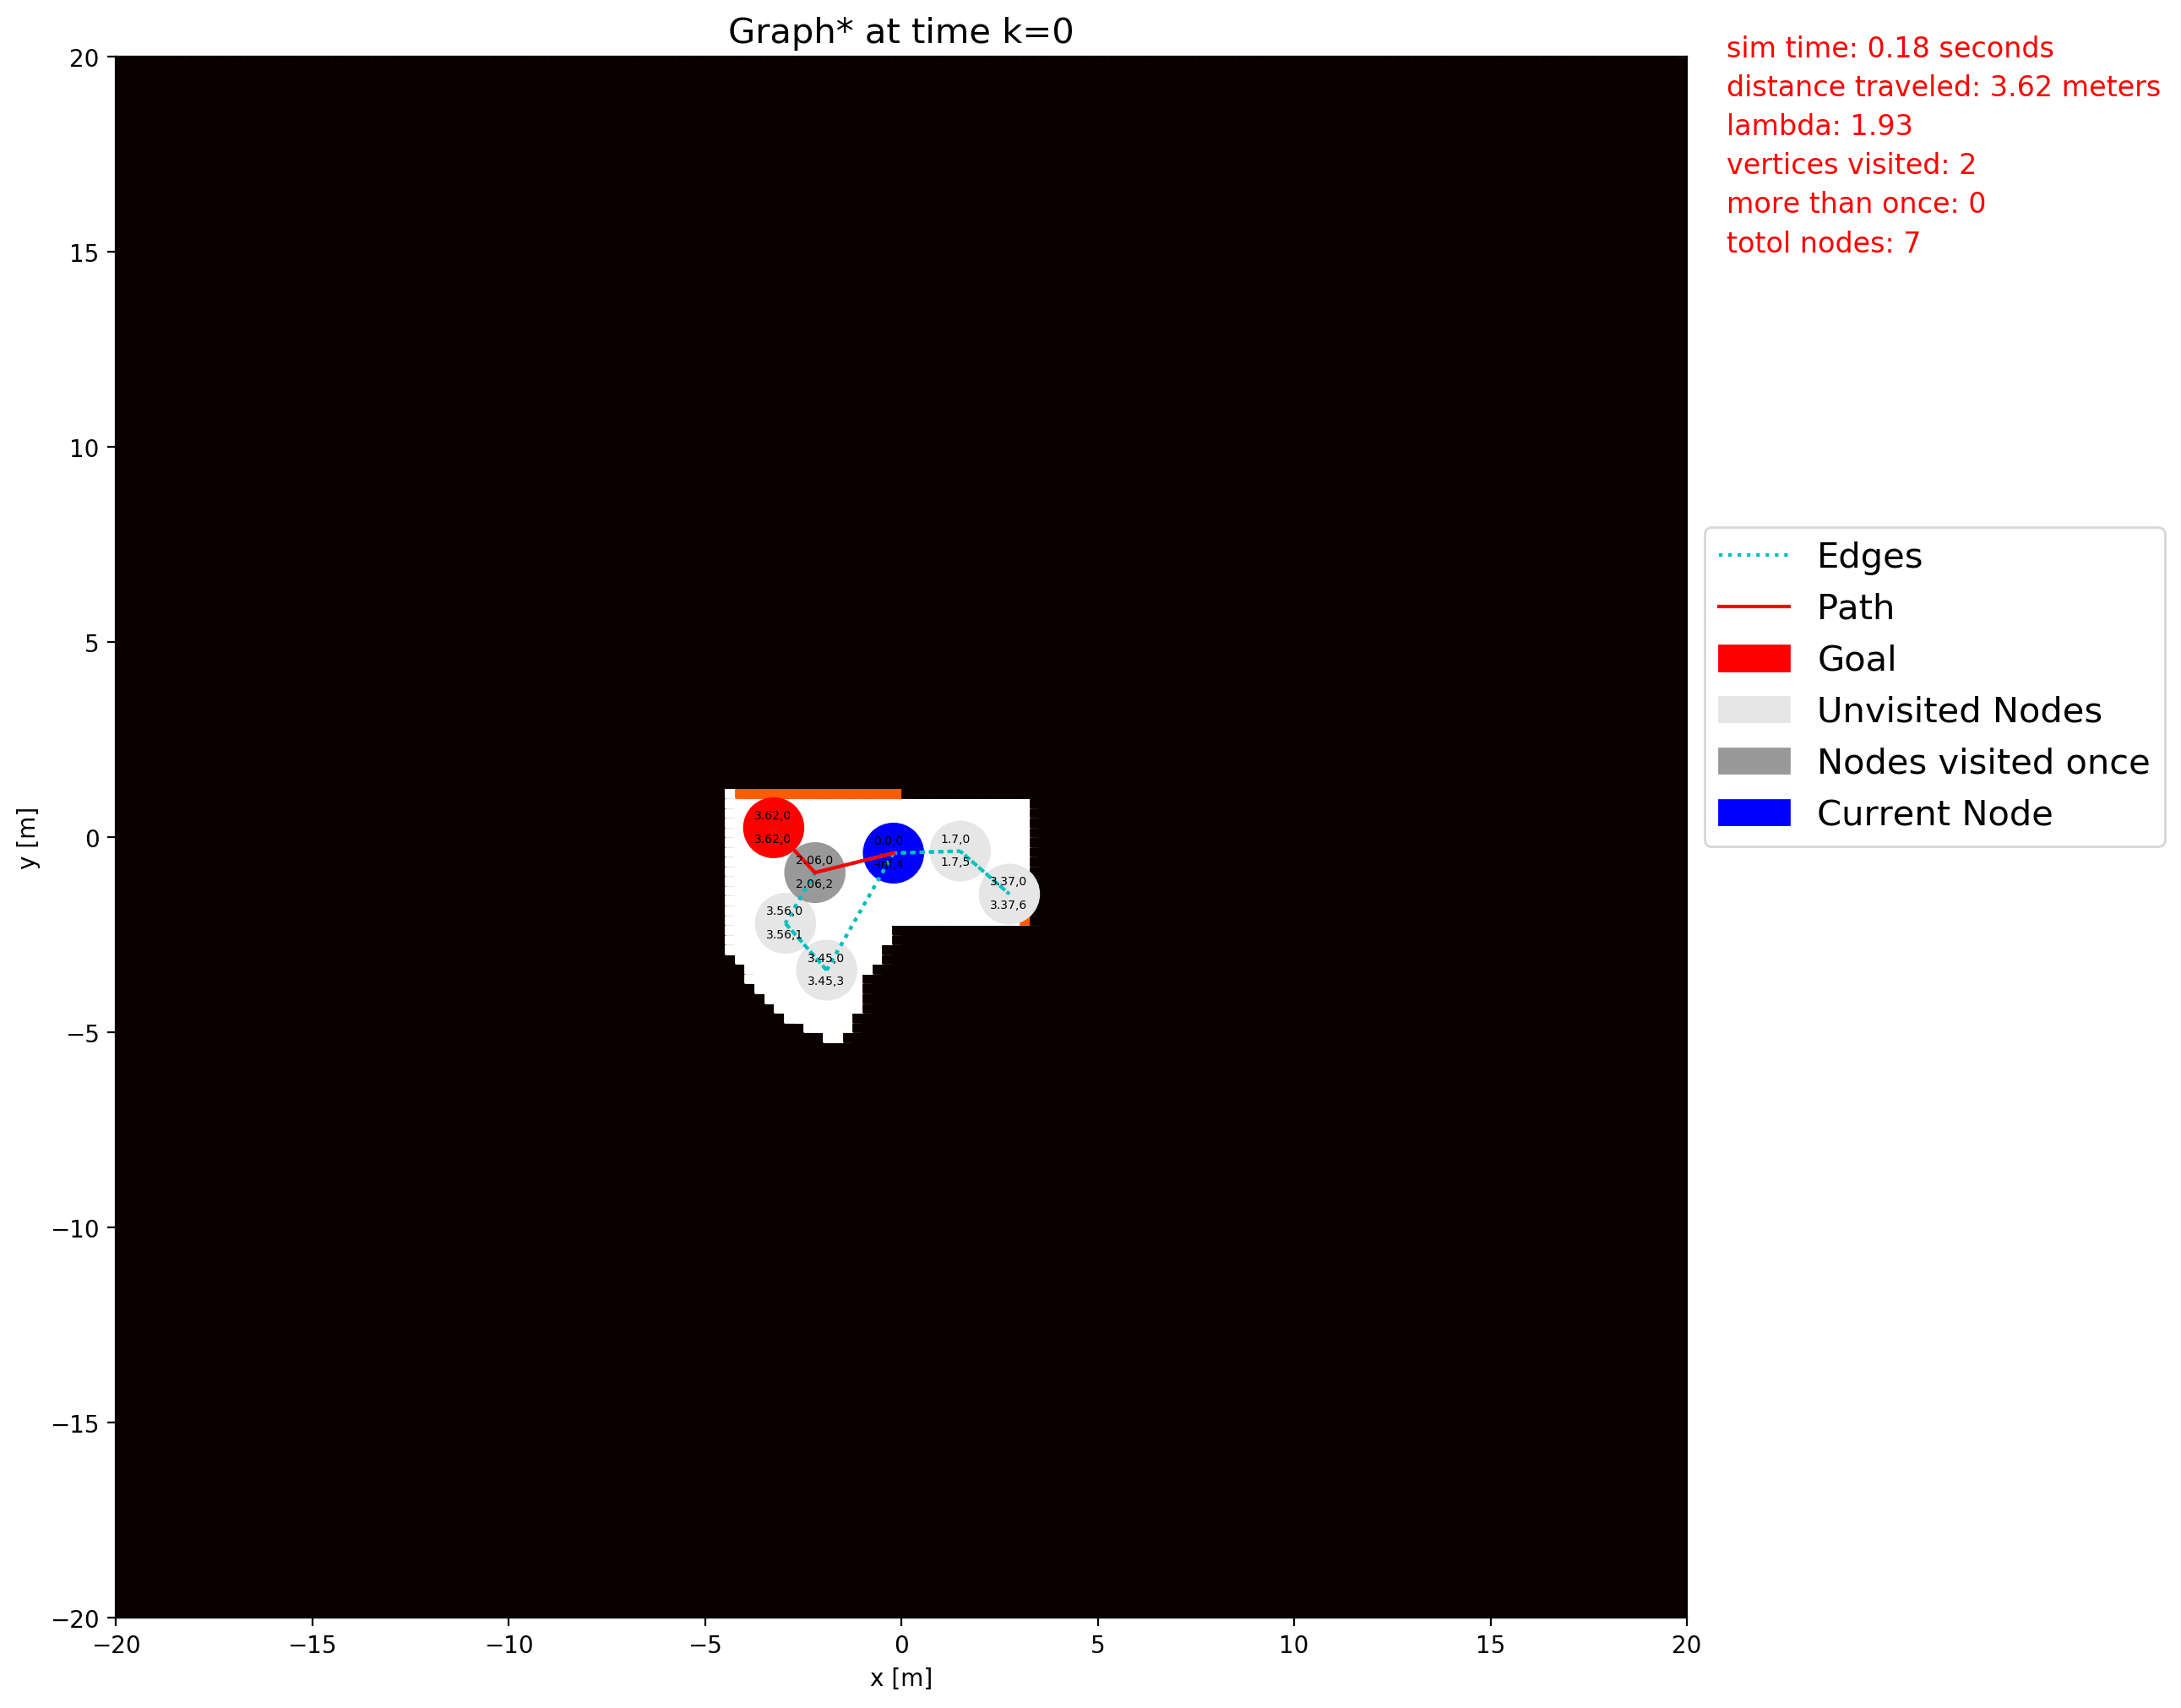 Graph* at time k=0
sim time: 0.18 seconds
distance traveled: 3.62 meters
lambda: 1.93
vertices visited: 2
more than once: 0
totol nodes: 7
20
15
10
5
0
−5
−10
−15
−20
y [m]
3.62,0
3.62,0
2.06,0
2.06,2
0.0,0
1.7,0
1.7,5
3.37,0
3.37,6
3.56,0
3.56,1
3.45,0
3.45,3
Edges
Path
Goal
Unvisited Nodes
Nodes visited once
Current Node
−20 −15 −10 −5 0 5 10 15 20
x [m]